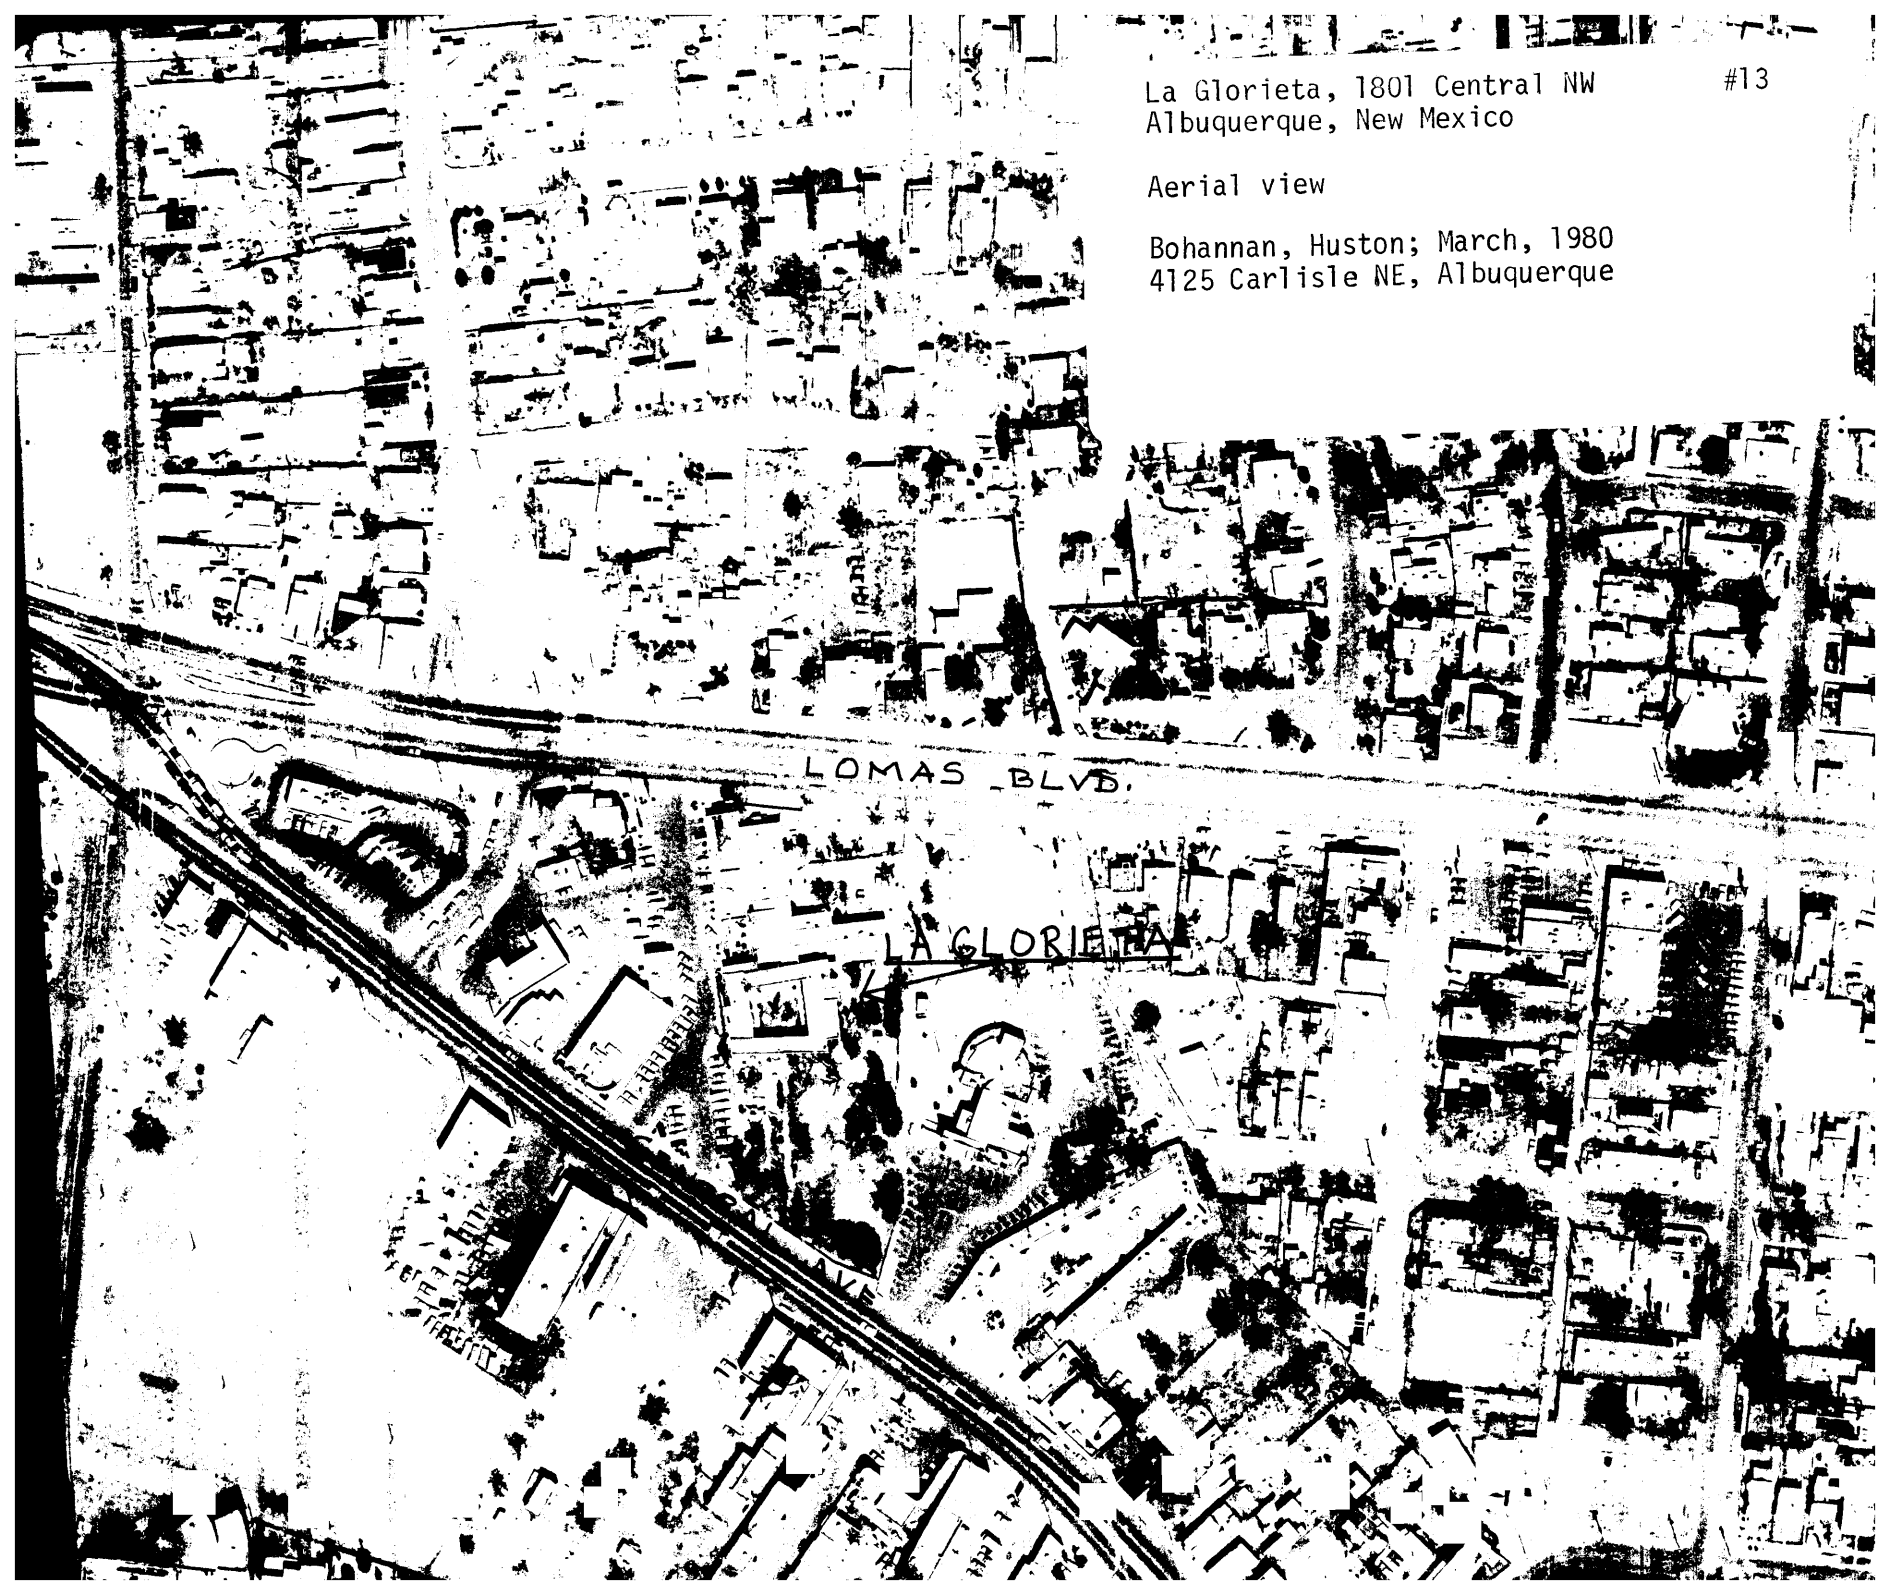 La Glorieta, 1801 Central NW #13
Albuquerque, New Mexico
Aerial view
Bohannan, Huston; March, 1980
4125 Carlisle NE, Albuquerque
LOMAS BLVD.
LA GLORIETA
AVE